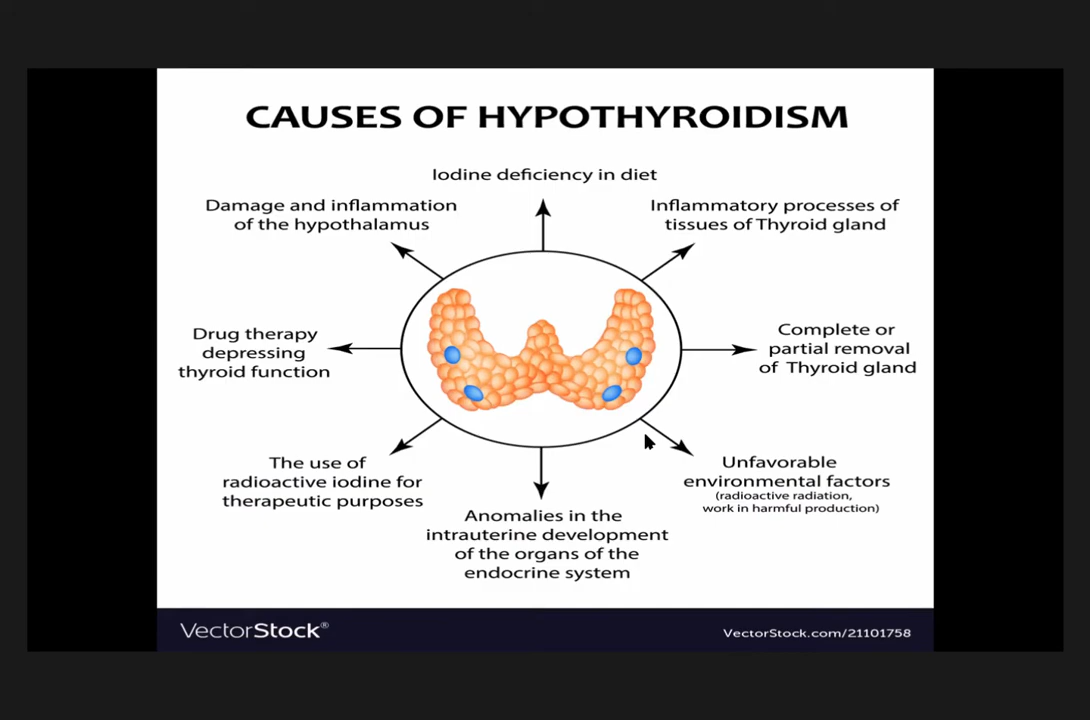 CAUSES OF HYPOTHYROIDISM
Iodine deficiency in diet
Damage and inflammation
of the hypothalamus
Inflammatory processes of
tissues of Thyroid gland
Drug therapy
depressing
thyroid function
Complete or
partial removal
of Thyroid gland
The use of
radioactive iodine for
therapeutic purposes
Unfavorable
environmental factors
(radioactive radiation,
work in harmful production)
Anomalies in the
intrauterine development
of the organs of the
endocrine system
VectorStock®
VectorStock.com/21101758